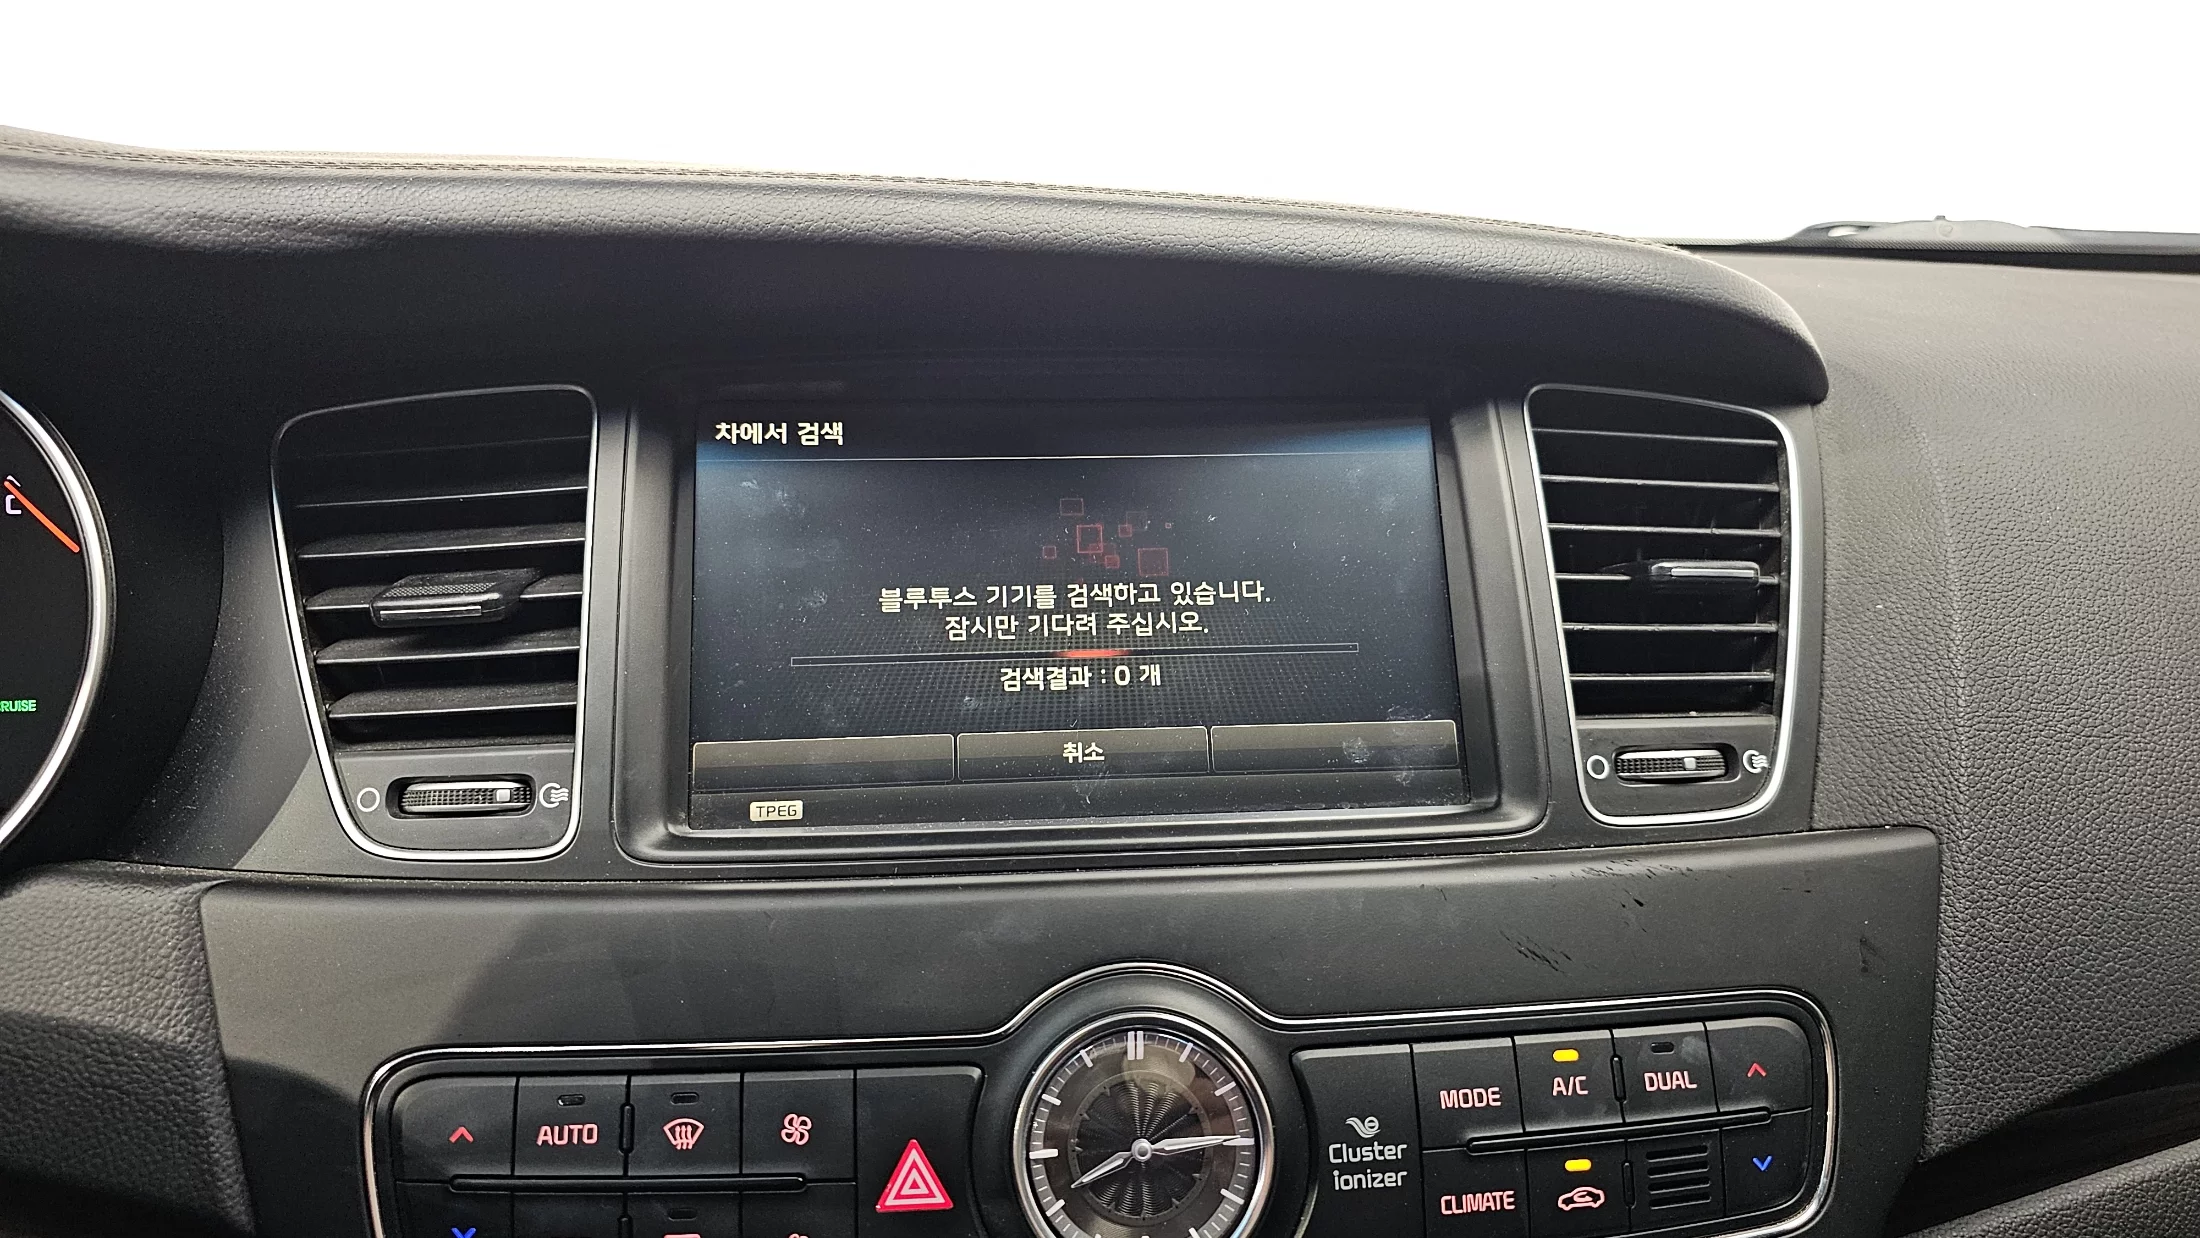 차에서 검색
블루투스 기기를 검색하고 있습니다.
잠시만 기다려 주십시오.
검색결과 : 0 개
취소
TPEG
C
CRUISE
AUTO
Cluster
ionizer
MODE
A/C
DUAL
CLIMATE